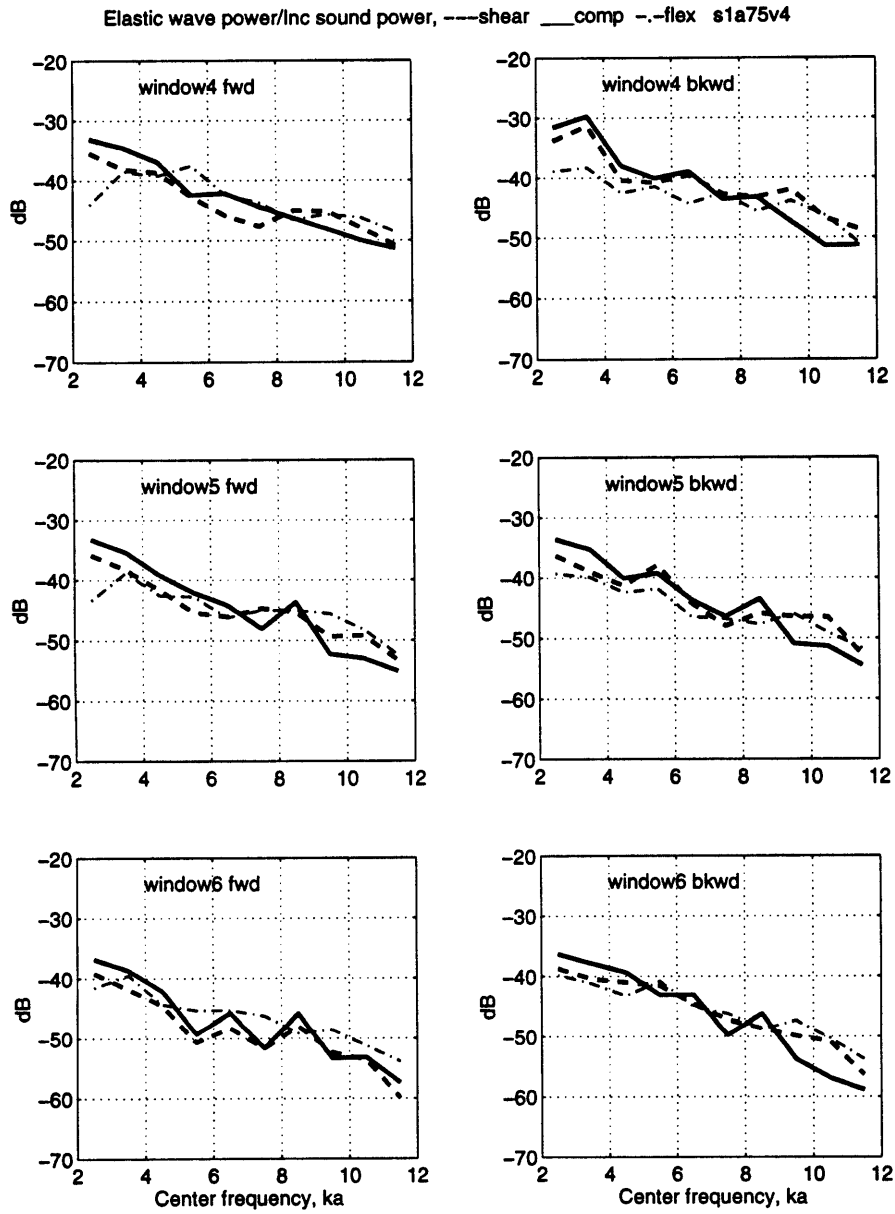 Elastic wave power/Inc sound power, ---shear ___comp -.-flex s1a75v4
window4 fwd
dB
-20
-30
-40
-50
-60
-70
2 4 6 8 10 12
window4 bkwd
dB
-20
-30
-40
-50
-60
-70
2 4 6 8 10 12
window5 fwd
dB
-20
-30
-40
-50
-60
-70
2 4 6 8 10 12
window5 bkwd
dB
-20
-30
-40
-50
-60
-70
2 4 6 8 10 12
window6 fwd
dB
-20
-30
-40
-50
-60
-70
2 4 6 8 10 12
Center frequency, ka
window6 bkwd
dB
-20
-30
-40
-50
-60
-70
2 4 6 8 10 12
Center frequency, ka